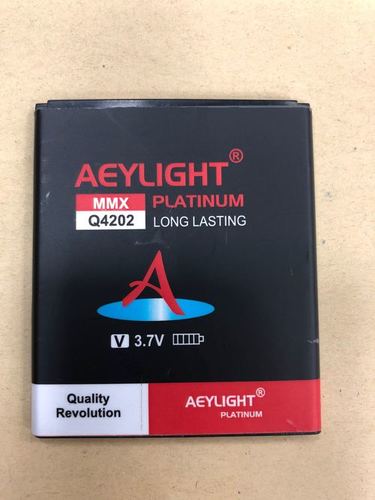 AEYLIGHT®
MMX
Q4202
PLATINUM
LONG LASTING
A
V 3.7V
Quality
Revolution
AEYLIGHT®
PLATINUM